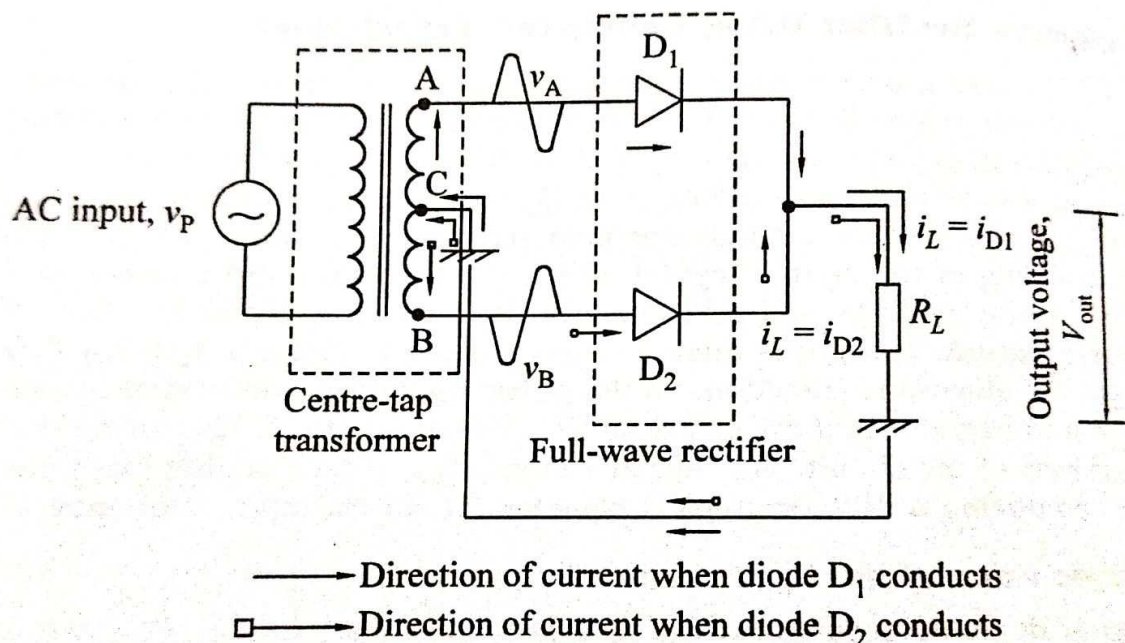 D1
A
vA
C
AC input, vP
iL = iD1
Output voltage,
Vout
RL
iL = iD2
B
vB
D2
Centre-tap
transformer
Full-wave rectifier
Direction of current when diode D1 conducts
Direction of current when diode D2 conducts